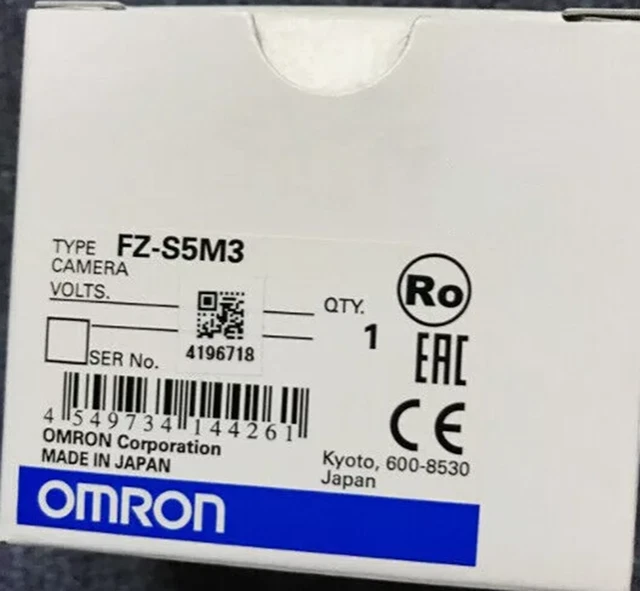 TYPE FZ-S5M3
CAMERA
VOLTS.
QTY.
1
SER No.
4196718
Ro
EAC
CE
4 549734 144261
OMRON Corporation
MADE IN JAPAN
Kyoto, 600-8530
Japan
OMRON